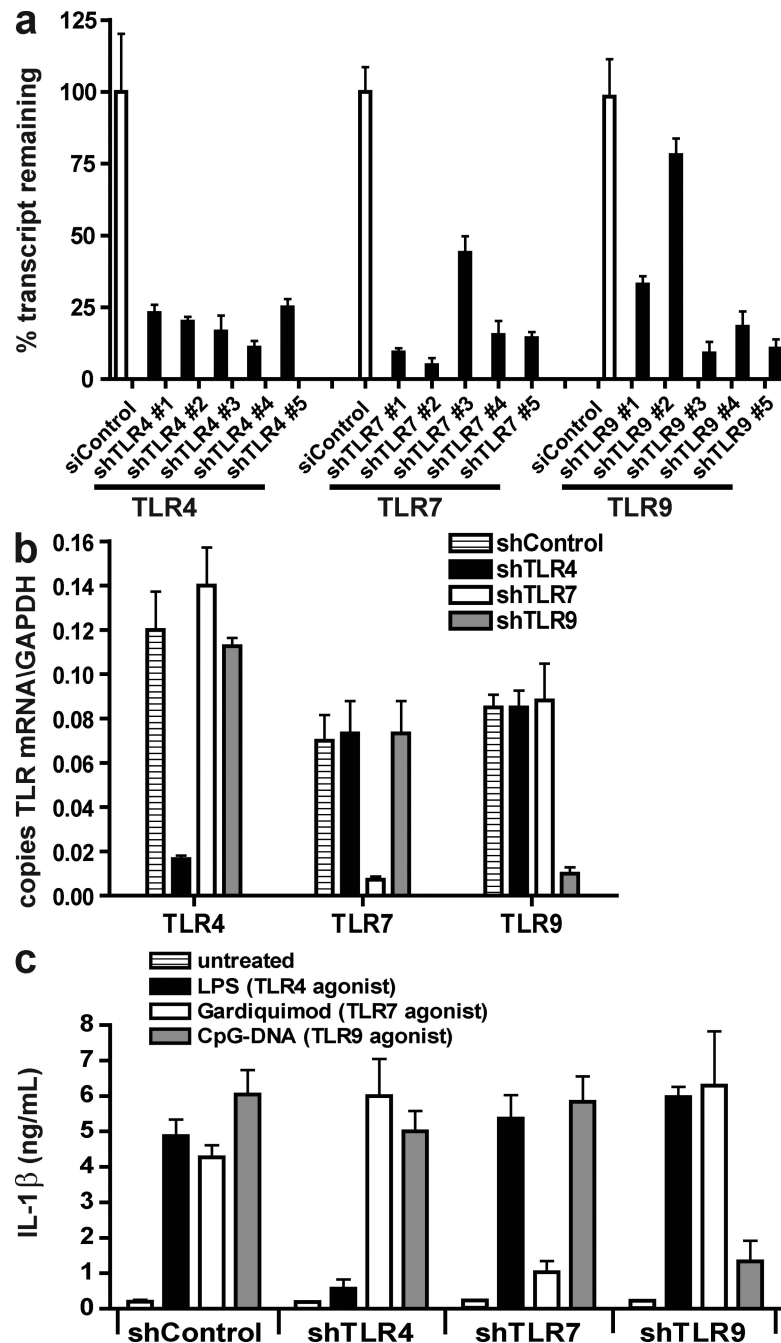 a
% transcript remaining
125
100
75
50
25
0
siControl
shTLR4 #1
shTLR4 #2
shTLR4 #3
shTLR4 #4
shTLR4 #5
siControl
shTLR7 #1
shTLR7 #2
shTLR7 #3
shTLR7 #4
shTLR7 #5
siControl
shTLR9 #1
shTLR9 #2
shTLR9 #3
shTLR9 #4
shTLR9 #5
TLR4
TLR7
TLR9
b
copies TLR mRNA\GAPDH
0.16
0.14
0.12
0.10
0.08
0.06
0.04
0.02
0.00
shControl
shTLR4
shTLR7
shTLR9
TLR4
TLR7
TLR9
c
untreated
LPS (TLR4 agonist)
Gardiquimod (TLR7 agonist)
CpG-DNA (TLR9 agonist)
IL-1β (ng/mL)
8
7
6
5
4
3
2
1
0
shControl
shTLR4
shTLR7
shTLR9